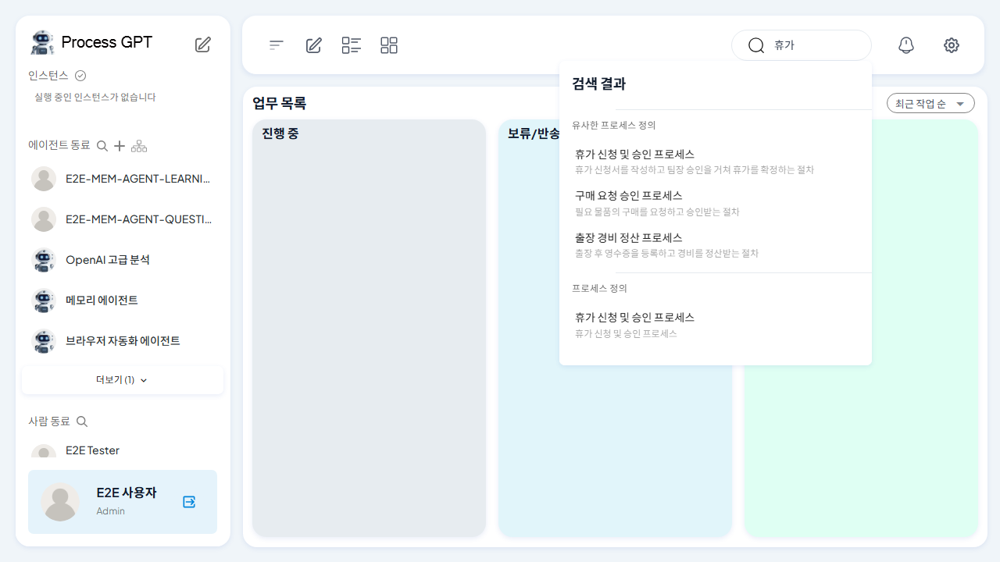 Process GPT
인스턴스
실행 중인 인스턴스가 없습니다
에이전트 동료
E2E-MEM-AGENT-LEARNI...
E2E-MEM-AGENT-QUESTI...
OpenAI 고급 분석
메모리 에이전트
브라우저 자동화 에이전트
더보기 (1)
사람 동료
E2E Tester
E2E 사용자
Admin
휴가
업무 목록
최근 작업 순
진행 중
보류/반송
검색 결과
유사한 프로세스 정의
휴가 신청 및 승인 프로세스
휴가 신청서를 작성하고 팀장 승인을 거쳐 휴가를 확정하는 절차
구매 요청 승인 프로세스
필요 물품의 구매를 요청하고 승인받는 절차
출장 경비 정산 프로세스
출장 후 영수증을 등록하고 경비를 정산받는 절차
프로세스 정의
휴가 신청 및 승인 프로세스
휴가 신청 및 승인 프로세스